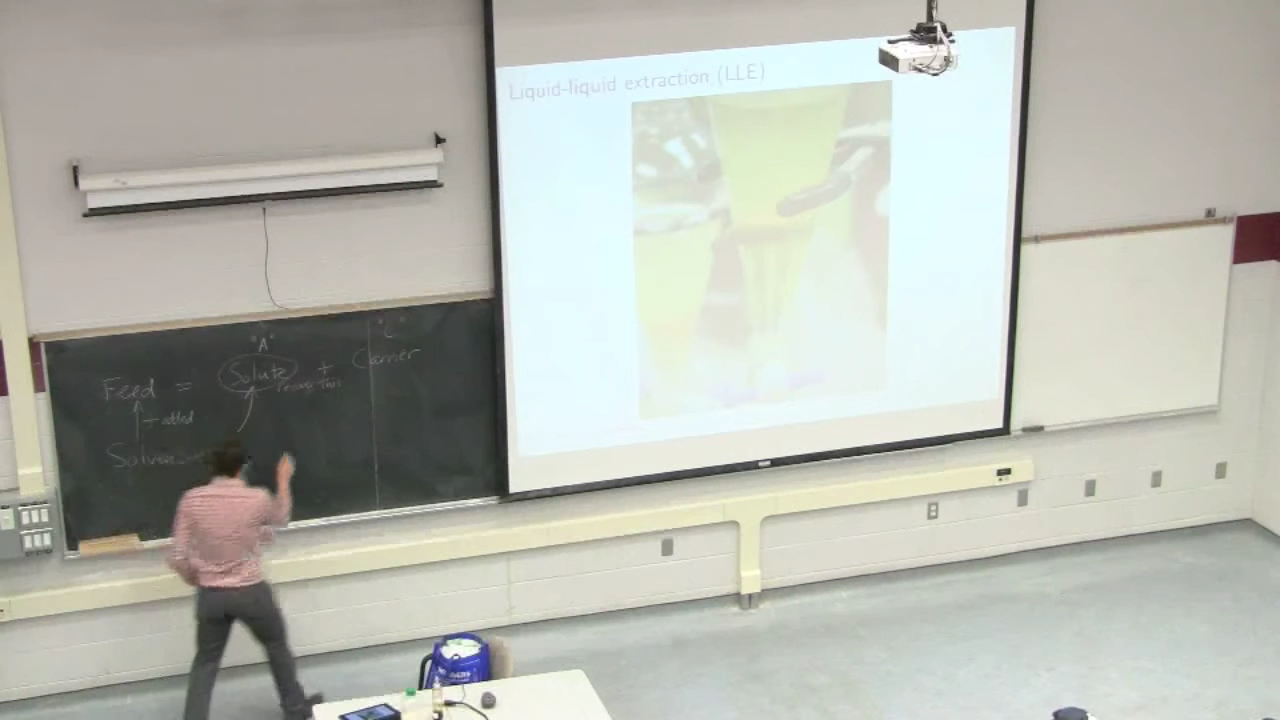 Liquid-liquid extraction (LLE)
"A" "C"
Feed = Solute + Carrier
recover this
+ added
Solvent